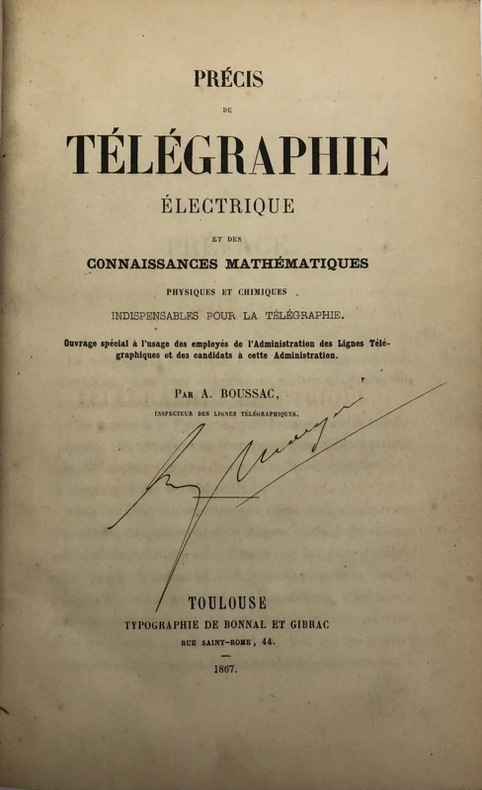 PRÉCIS
DE
TÉLÉGRAPHIE
ÉLECTRIQUE
ET DES
CONNAISSANCES MATHÉMATIQUES
PHYSIQUES ET CHIMIQUES
INDISPENSABLES POUR LA TÉLÉGRAPHIE.
Ouvrage spécial à l'usage des employés de l'Administration des Lignes Télé-
graphiques et des candidats à cette Administration.
PAR A. BOUSSAC,
INSPECTEUR DES LIGNES TÉLÉGRAPHIQUES.
TOULOUSE
TYPOGRAPHIE DE BONNAL ET GIBRAC
RUE SAINT-ROME, 44.
1867.